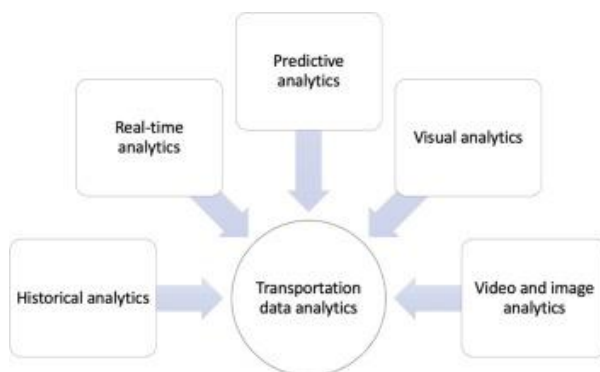 Predictive
analytics
Real-time
analytics
Visual analytics
Historical analytics
Transportation
data analytics
Video and image
analytics